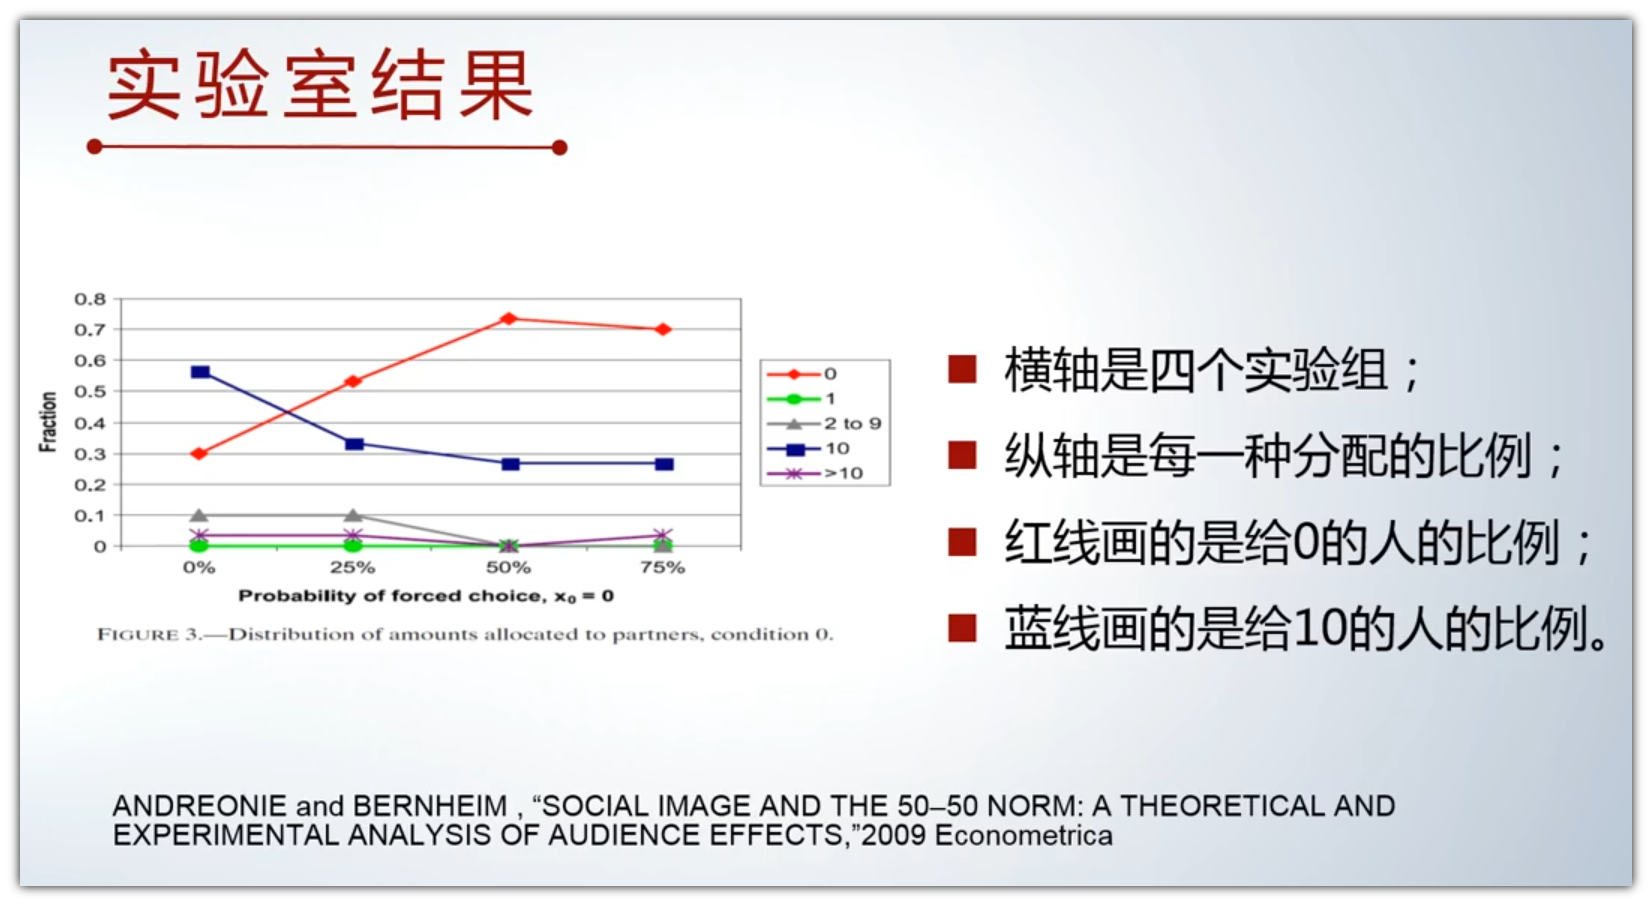 实验室结果
0.8
0.7
0.6
0.5
0.4
0.3
0.2
0.1
0
Fraction
0% 25% 50% 75%
Probability of forced choice, x₀ = 0
0
1
2 to 9
10
>10
FIGURE 3.—Distribution of amounts allocated to partners, condition 0.
横轴是四个实验组；
纵轴是每一种分配的比例；
红线画的是给0的人的比例；
蓝线画的是给10的人的比例。
ANDREONIE and BERNHEIM , “SOCIAL IMAGE AND THE 50–50 NORM: A THEORETICAL AND
EXPERIMENTAL ANALYSIS OF AUDIENCE EFFECTS,”2009 Econometrica